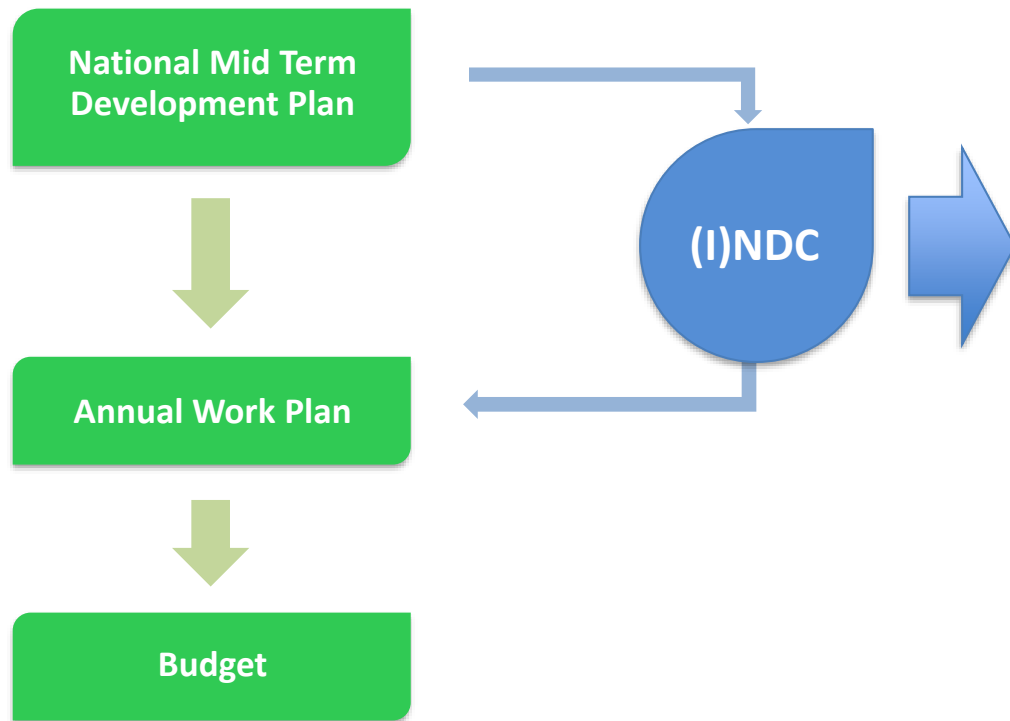 National Mid Term
Development Plan
(I)NDC
Annual Work Plan
Budget